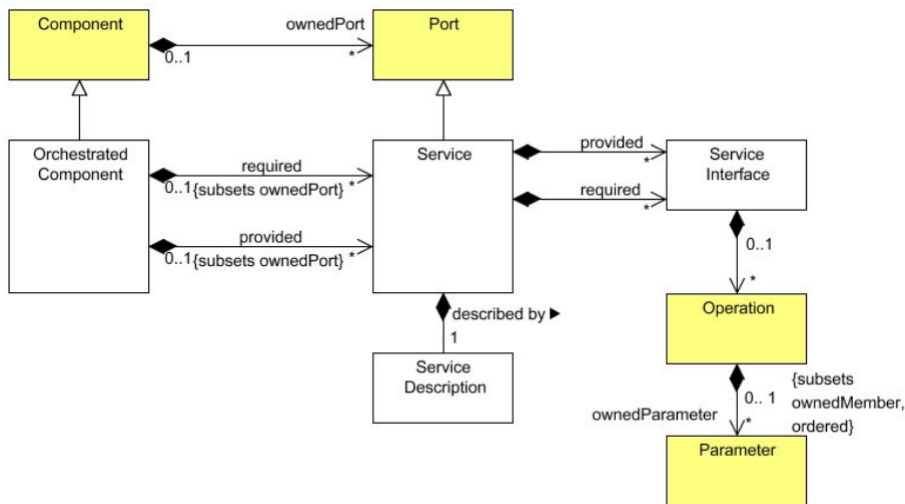 Component
ownedPort
Port
0..1
*
Orchestrated
Component
required
0..1
{subsets ownedPort}
*
provided
0..1
{subsets ownedPort}
*
Service
provided
*
required
*
Service
Interface
0..1
*
described by ▶
1
Service
Description
Operation
0.. 1
{subsets
ownedMember,
ordered}
ownedParameter
*
Parameter